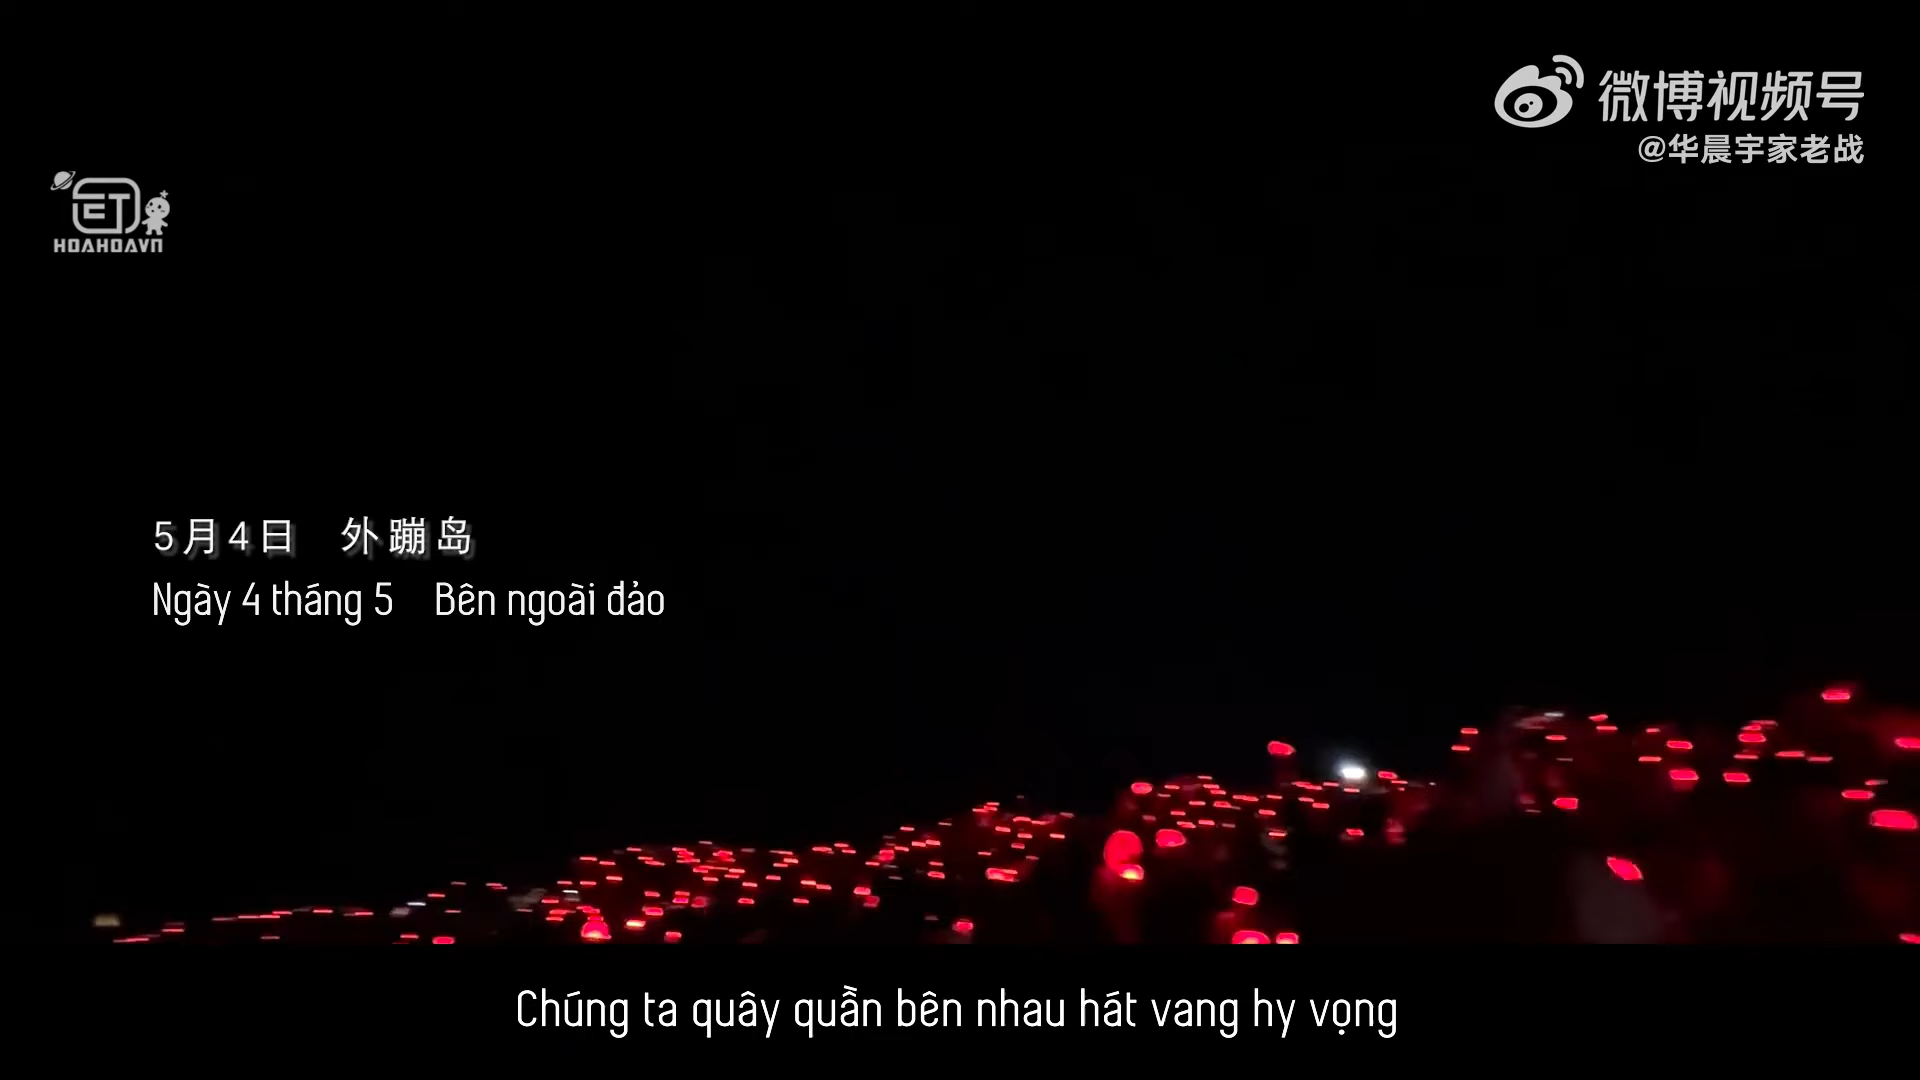 微博视频号
@华晨宇家老战
ET
HOAHOAVN
5月4日 外蹦岛
Ngày 4 tháng 5 Bên ngoài đảo
Chúng ta quây quần bên nhau hát vang hy vọng